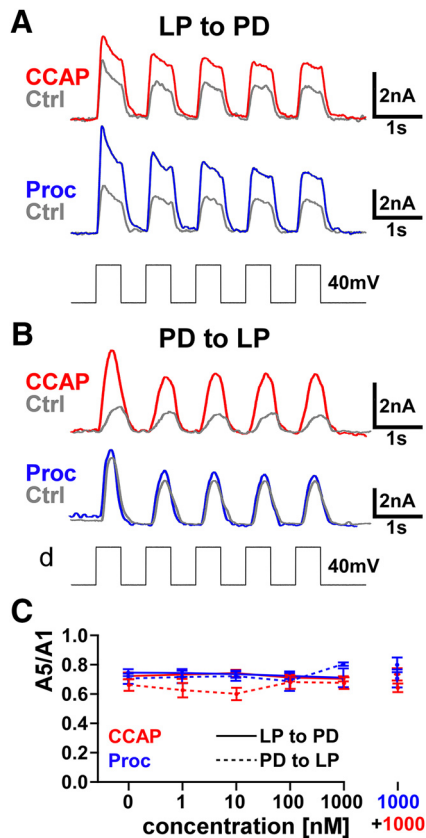 A
LP to PD
CCAP
Ctrl
2nA
1s
Proc
Ctrl
2nA
1s
40mV
B
PD to LP
CCAP
Ctrl
2nA
1s
Proc
Ctrl
2nA
1s
d
40mV
C
A5/A1
1.0
0.8
0.6
0.4
0.2
0.0
CCAP
Proc
LP to PD
PD to LP
0 1 10 100 1000 1000
concentration [nM] +1000